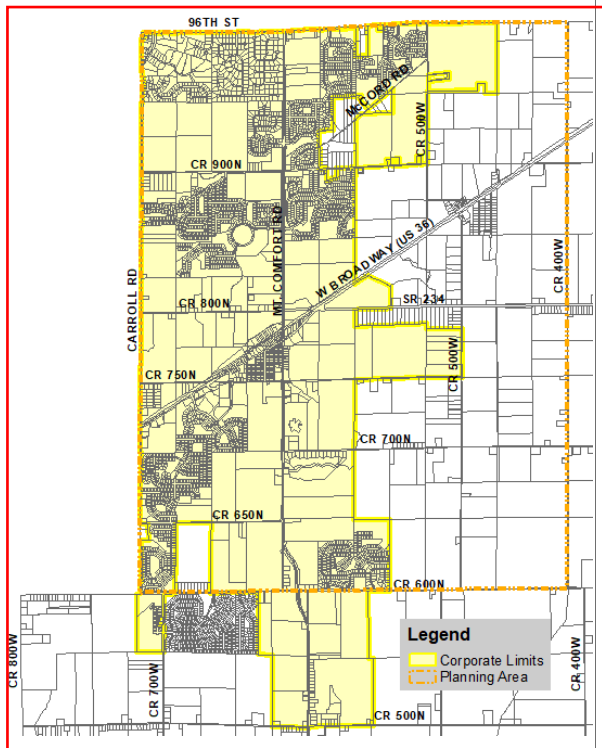 96TH ST
McCORD RD
CR 500W
CR 900N
MT. COMFORT RD
W BROADWAY (US 36)
CR 400W
CARROLL RD
CR 800N
SR 234
CR 750N
CR 500W
CR 700N
CR 650N
CR 600N
CR 800W
CR 700W
Legend
Corporate Limits
Planning Area
CR 400W
CR 500N